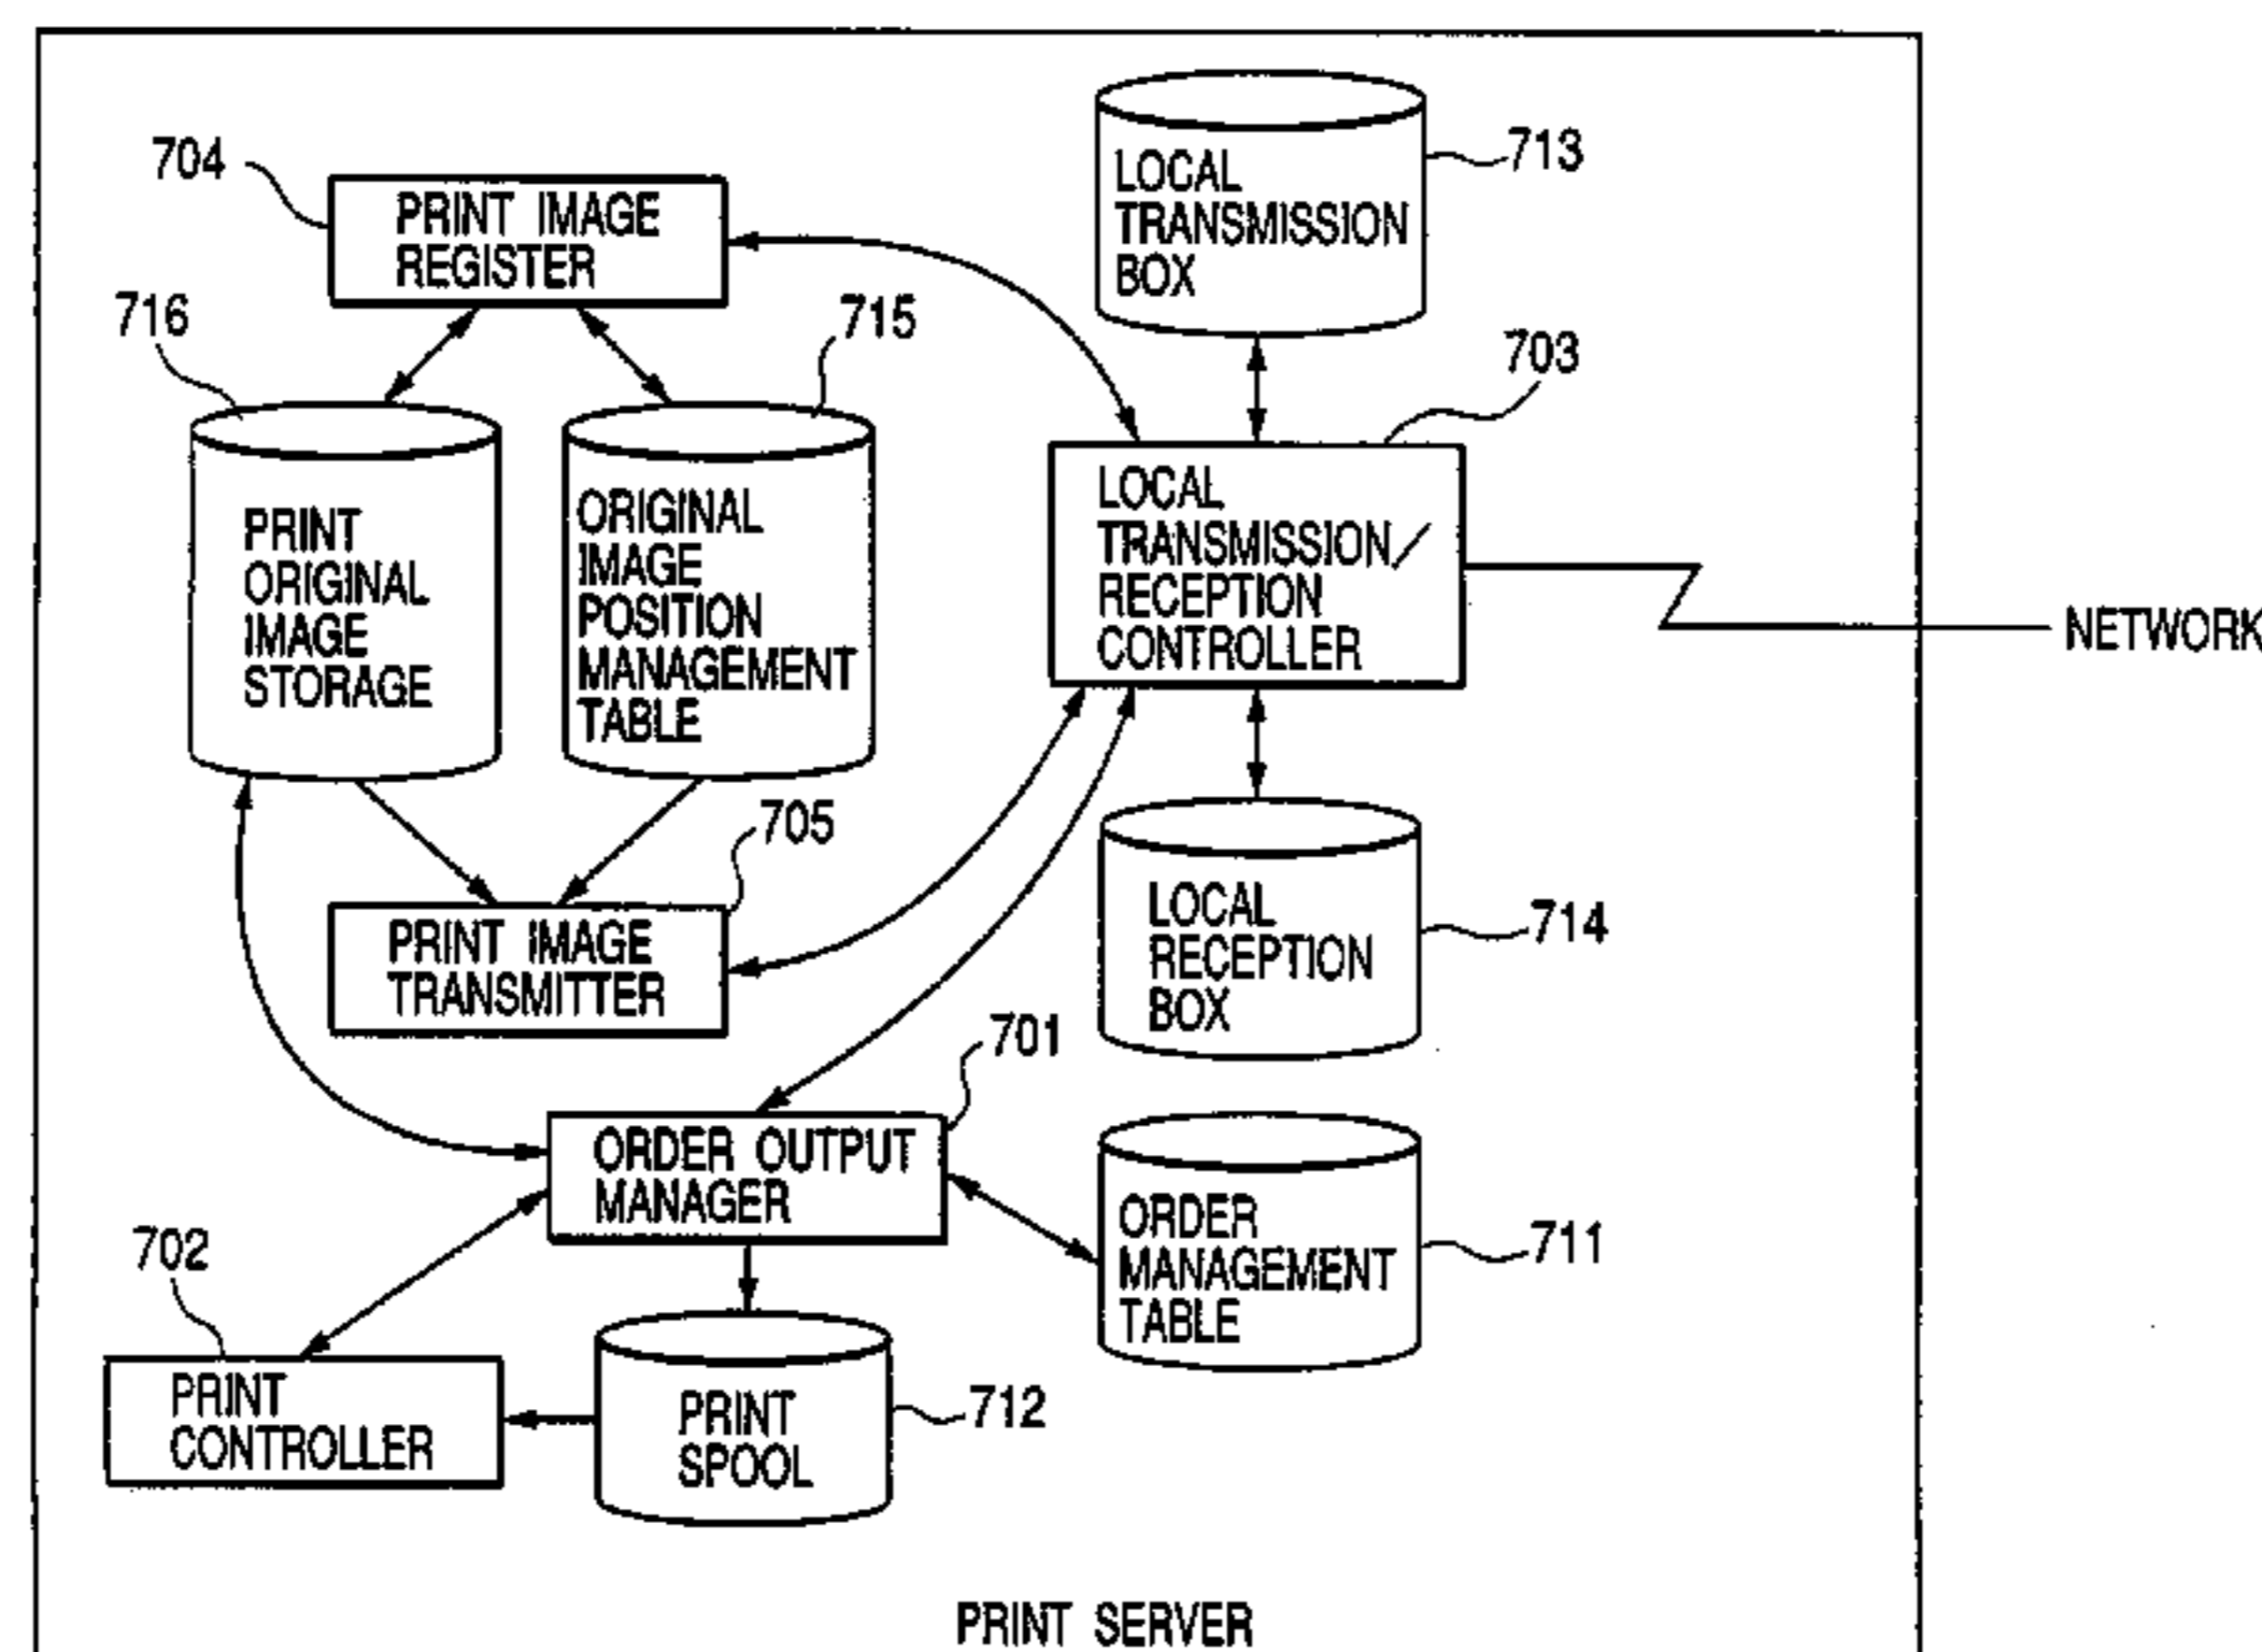 704
PRINT IMAGE
REGISTER
713
LOCAL
TRANSMISSION
BOX
716
715
703
PRINT
ORIGINAL
IMAGE
STORAGE
ORIGINAL
IMAGE
POSITION
MANAGEMENT
TABLE
LOCAL
TRANSMISSION/
RECEPTION
CONTROLLER
NETWORK
705
PRINT IMAGE
TRANSMITTER
LOCAL
RECEPTION
BOX
714
701
ORDER OUTPUT
MANAGER
ORDER
MANAGEMENT
TABLE
711
702
PRINT
CONTROLLER
PRINT
SPOOL
712
PRINT SERVER